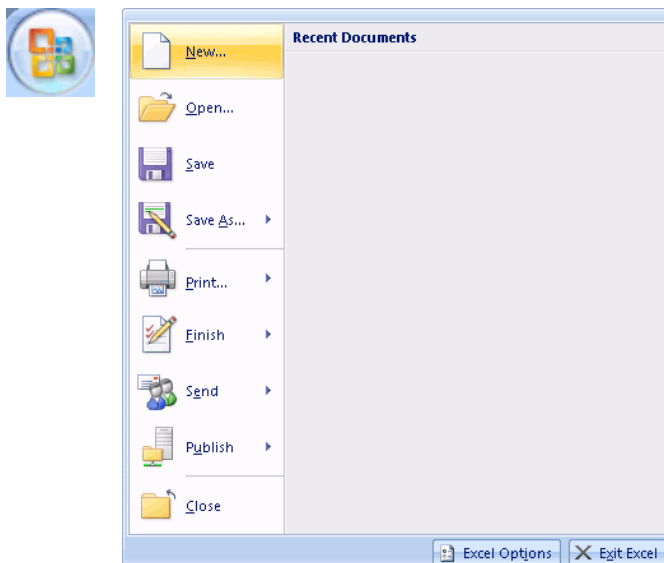 New...
Recent Documents
Open...
Save
Save As...
Print...
Finish
Send
Publish
Close
Excel Options
Exit Excel